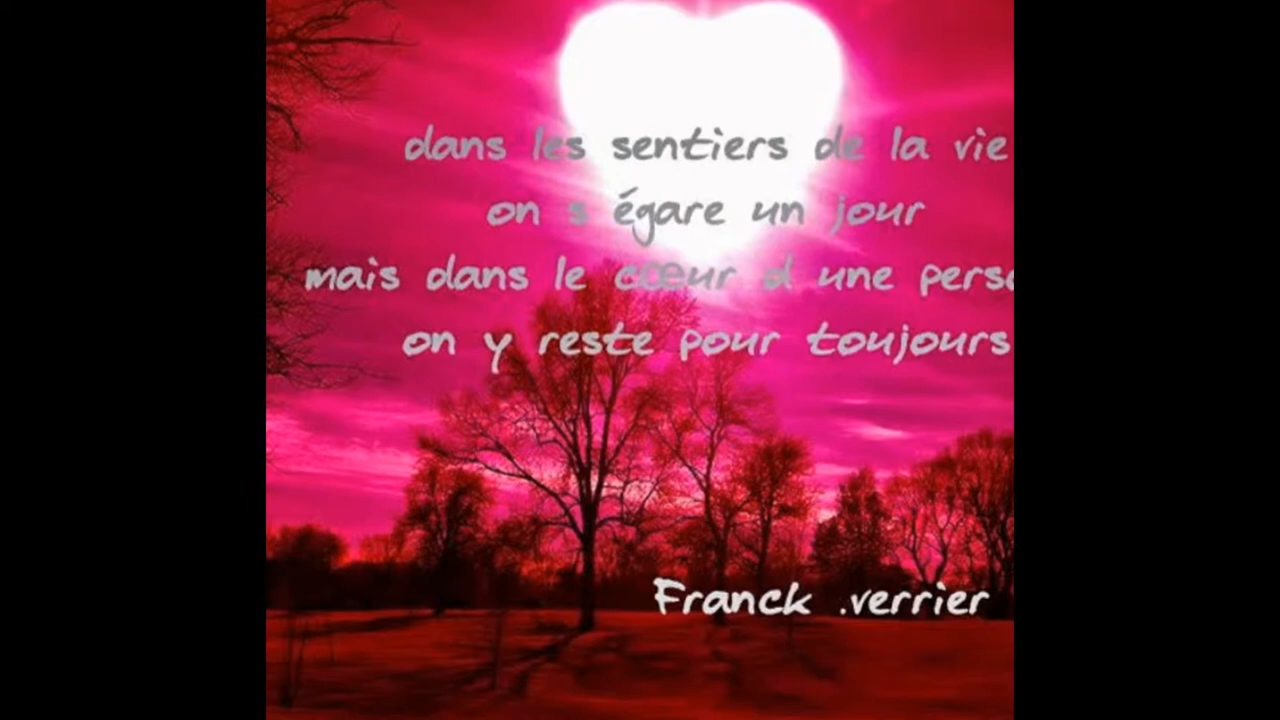 dans les sentiers de la vie
on s égare un jour
mais dans le cœur d une
on y reste pour toujours
Franck .verrier